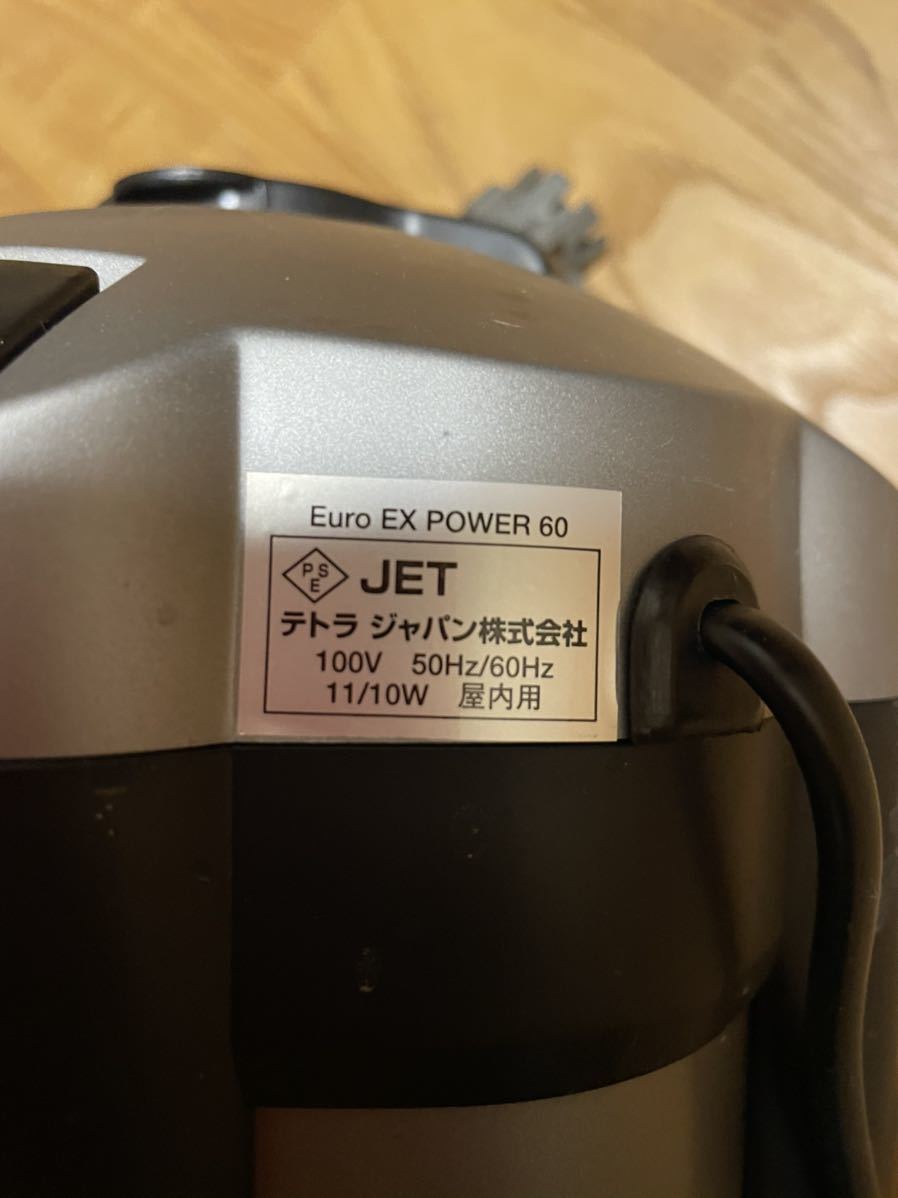 Euro EX POWER 60
PSE JET
テトラ ジャパン株式会社
100V 50Hz/60Hz
11/10W 屋内用